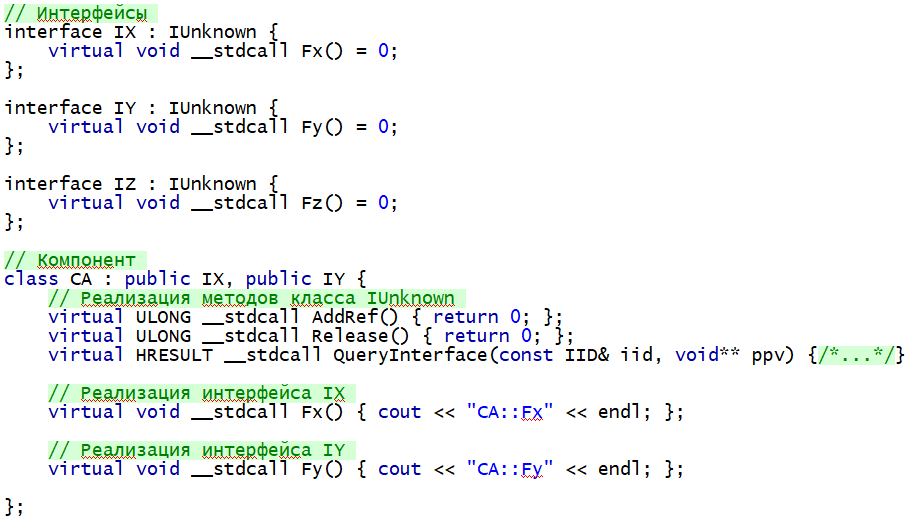 // Интерфейсы
interface IX : IUnknown {
    virtual void __stdcall Fx() = 0;
};
interface IY : IUnknown {
    virtual void __stdcall Fy() = 0;
};
interface IZ : IUnknown {
    virtual void __stdcall Fz() = 0;
};
// Компонент
class CA : public IX, public IY {
    // Реализация методов класса IUnknown
    virtual ULONG __stdcall AddRef() { return 0; };
    virtual ULONG __stdcall Release() { return 0; };
    virtual HRESULT __stdcall QueryInterface(const IID& iid, void** ppv) {/*...*/}
    // Реализация интерфейса IX
    virtual void __stdcall Fx() { cout << "CA::Fx" << endl; };
    // Реализация интерфейса IY
    virtual void __stdcall Fy() { cout << "CA::Fy" << endl; };
};